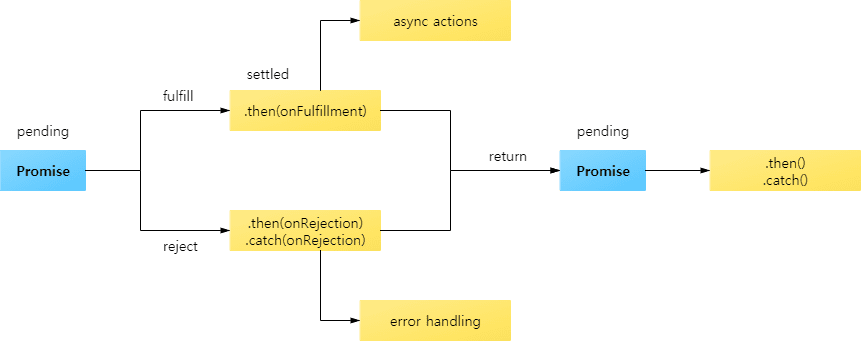 async actions
settled
fulfill
.then(onFulfillment)
pending
Promise
return
pending
Promise
.then()
.catch()
.then(onRejection)
.catch(onRejection)
reject
error handling